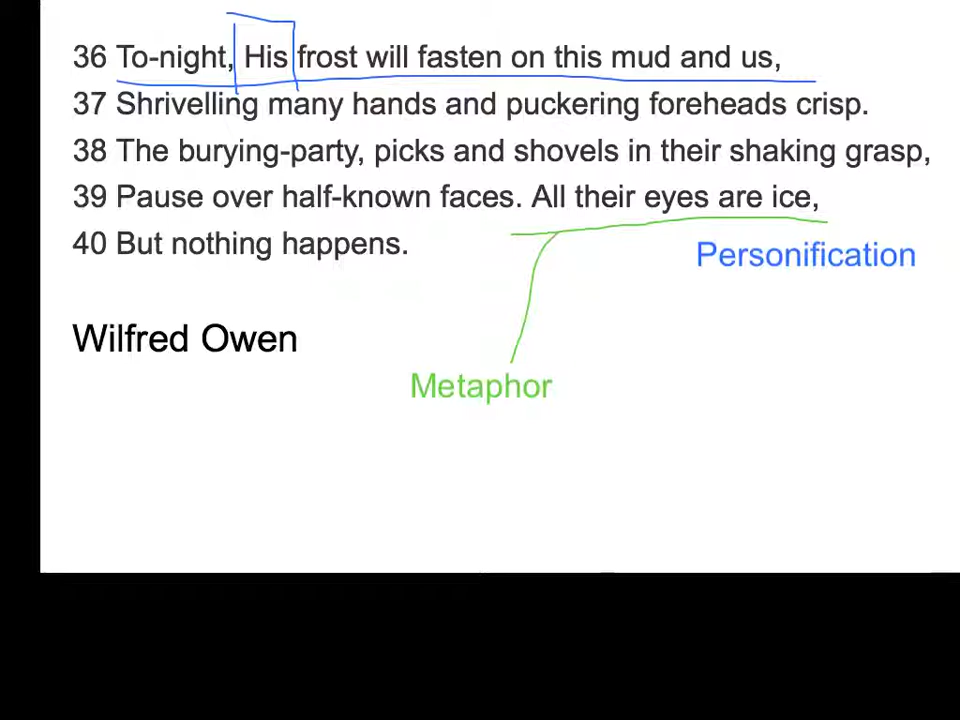 36 To-night, His frost will fasten on this mud and us,
37 Shrivelling many hands and puckering foreheads crisp.
38 The burying-party, picks and shovels in their shaking grasp,
39 Pause over half-known faces. All their eyes are ice,
40 But nothing happens.
Personification
Wilfred Owen
Metaphor